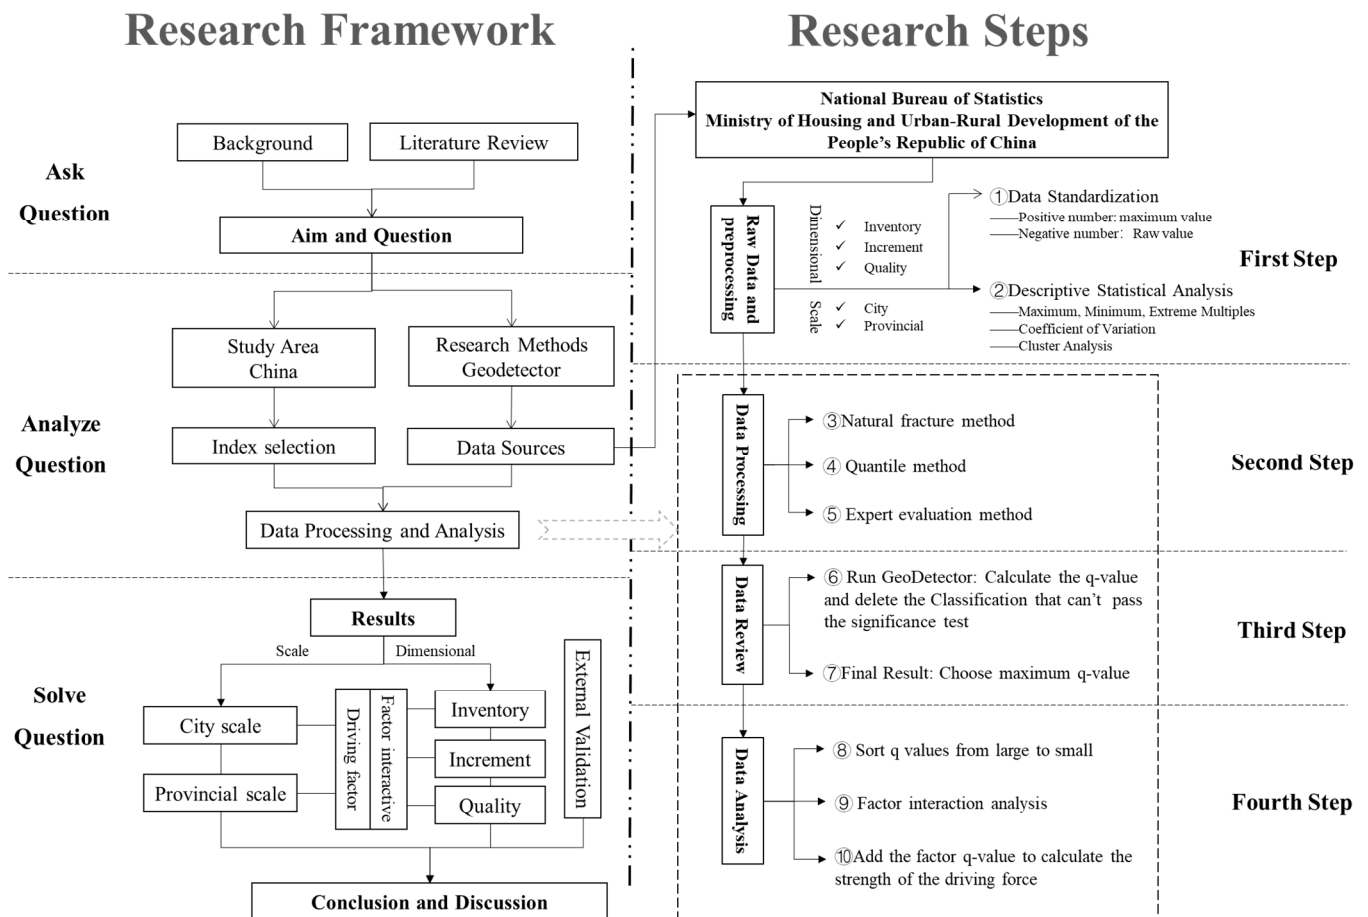 Research Framework
Ask
Question
Background
Literature Review
Aim and Question
Analyze
Question
Study Area
China
Research Methods
Geodetector
Index selection
Data Sources
Data Processing and Analysis
Solve
Question
Results
Scale
Dimensional
City scale
Provincial scale
Driving factor
Factor interactive
Inventory
Increment
Quality
External Validation
Conclusion and Discussion
Research Steps
National Bureau of Statistics
Ministry of Housing and Urban-Rural Development of the
People's Republic of China
Raw Data and
preprocessing
Dimensional
✓ Inventory
✓ Increment
✓ Quality
Scale
✓ City
✓ Provincial
①Data Standardization
——Positive number: maximum value
——Negative number: Raw value
②Descriptive Statistical Analysis
——Maximum, Minimum, Extreme Multiples
——Coefficient of Variation
——Cluster Analysis
First Step
Data Processing
③Natural fracture method
④ Quantile method
⑤ Expert evaluation method
Second Step
Data Review
⑥ Run GeoDetector: Calculate the q-value
and delete the Classification that can't pass
the significance test
⑦Final Result: Choose maximum q-value
Third Step
Data Analysis
⑧ Sort q values from large to small
⑨ Factor interaction analysis
⑩Add the factor q-value to calculate the
strength of the driving force
Fourth Step